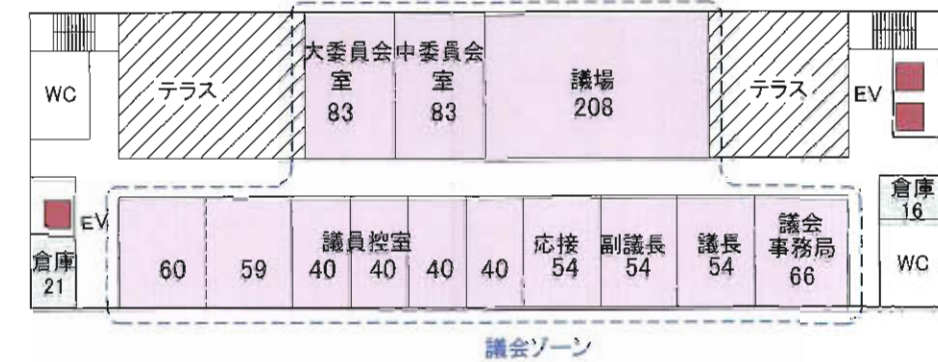 大委員会
室
83
中委員会
室
83
議場
208
WC
テラス
テラス
EV
EV
倉庫
21
60
59
議員控室
40
40
40
40
応接
54
副議長
54
議長
54
議会
事務局
66
倉庫
16
WC
議会ゾーン